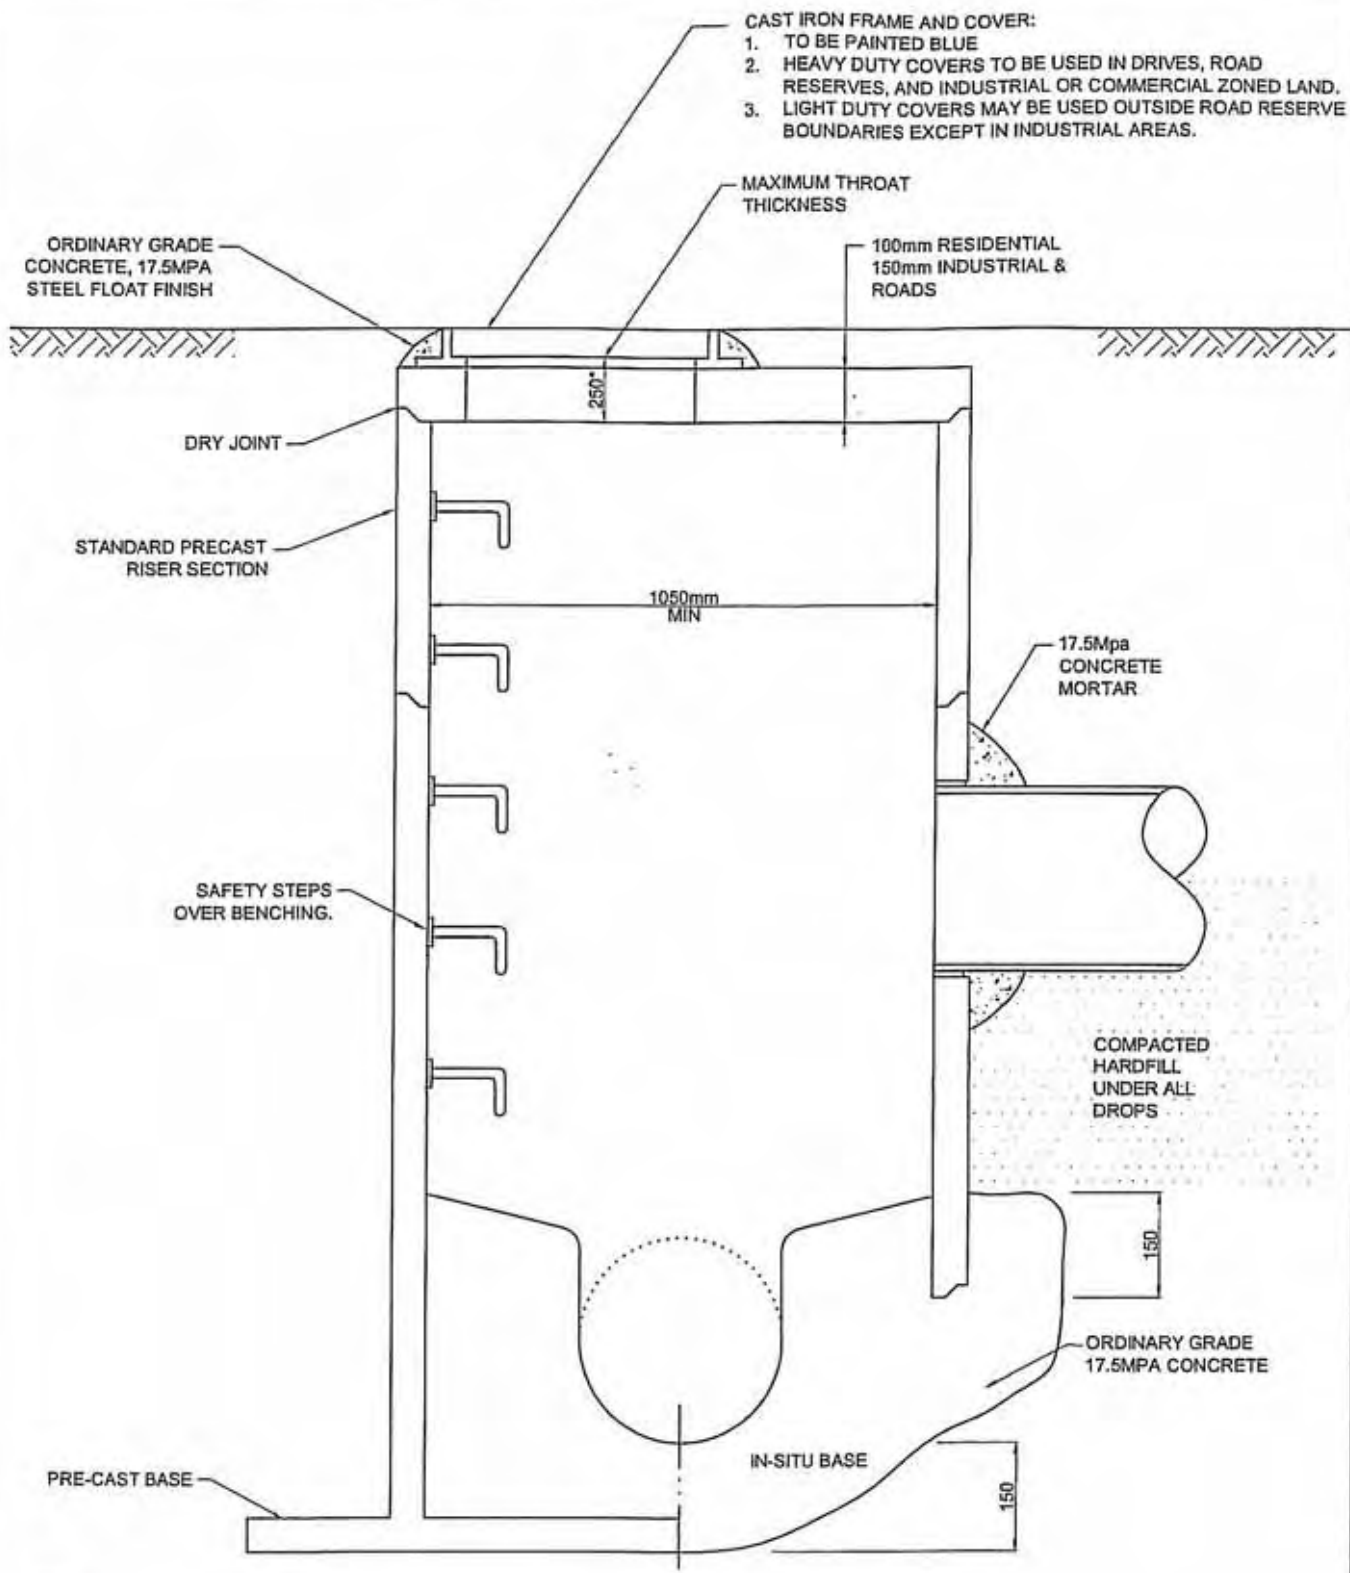 CAST IRON FRAME AND COVER:
1. TO BE PAINTED BLUE
2. HEAVY DUTY COVERS TO BE USED IN DRIVES, ROAD
RESERVES, AND INDUSTRIAL OR COMMERCIAL ZONED LAND.
3. LIGHT DUTY COVERS MAY BE USED OUTSIDE ROAD RESERVE
BOUNDARIES EXCEPT IN INDUSTRIAL AREAS.
MAXIMUM THROAT
THICKNESS
ORDINARY GRADE
CONCRETE, 17.5MPA
STEEL FLOAT FINISH
100mm RESIDENTIAL
150mm INDUSTRIAL &
ROADS
250*
DRY JOINT
STANDARD PRECAST
RISER SECTION
1050mm
MIN
17.5Mpa
CONCRETE
MORTAR
SAFETY STEPS
OVER BENCHING.
COMPACTED
HARDFILL
UNDER ALL
DROPS
150
ORDINARY GRADE
17.5MPA CONCRETE
IN-SITU BASE
PRE-CAST BASE
150